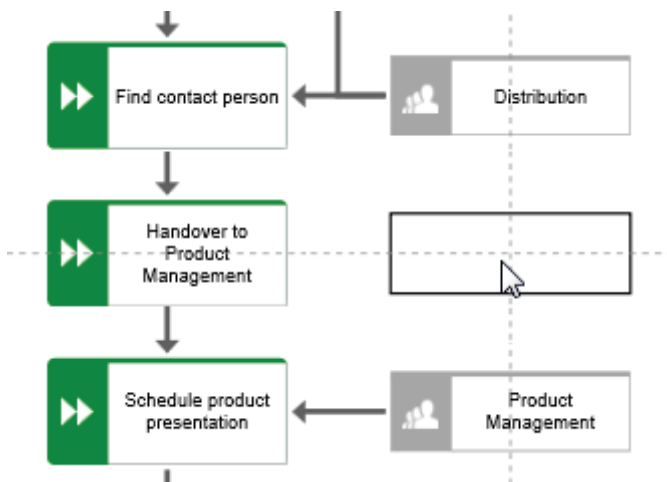 Find contact person
Distribution
Handover to
Product
Management
Schedule product
presentation
Product
Management